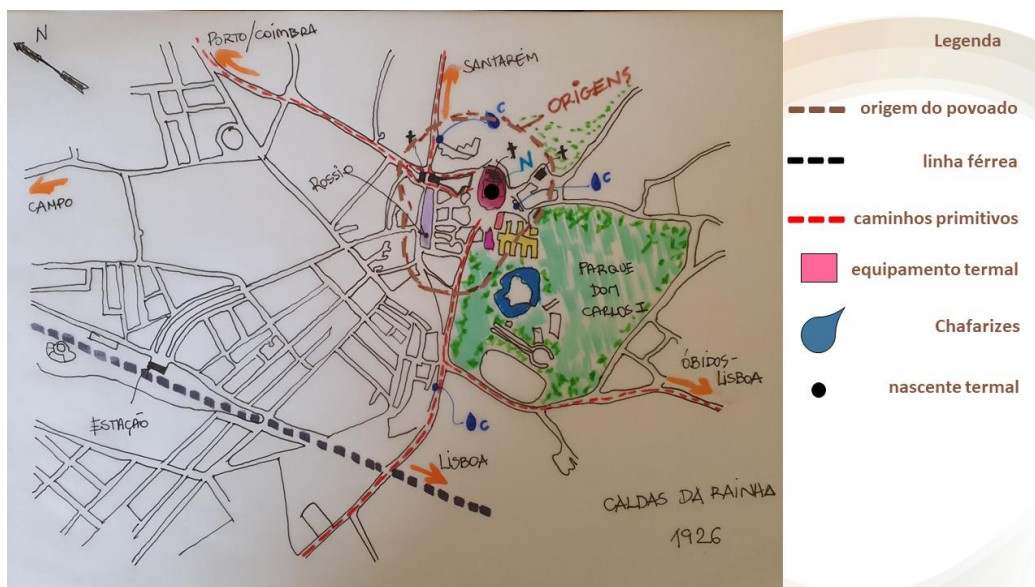 N
PORTO/COIMBRA
SANTARÉM
ORIGENS
C
N
ROSSIO
C
CAMPO
PARQUE
DOM
CARLOS I
ÓBIDOS-
LISBOA
ESTAÇÃO
C
LISBOA
CALDAS DA RAINHA
1926
Legenda
origem do povoado
linha férrea
caminhos primitivos
equipamento termal
Chafarizes
nascente termal